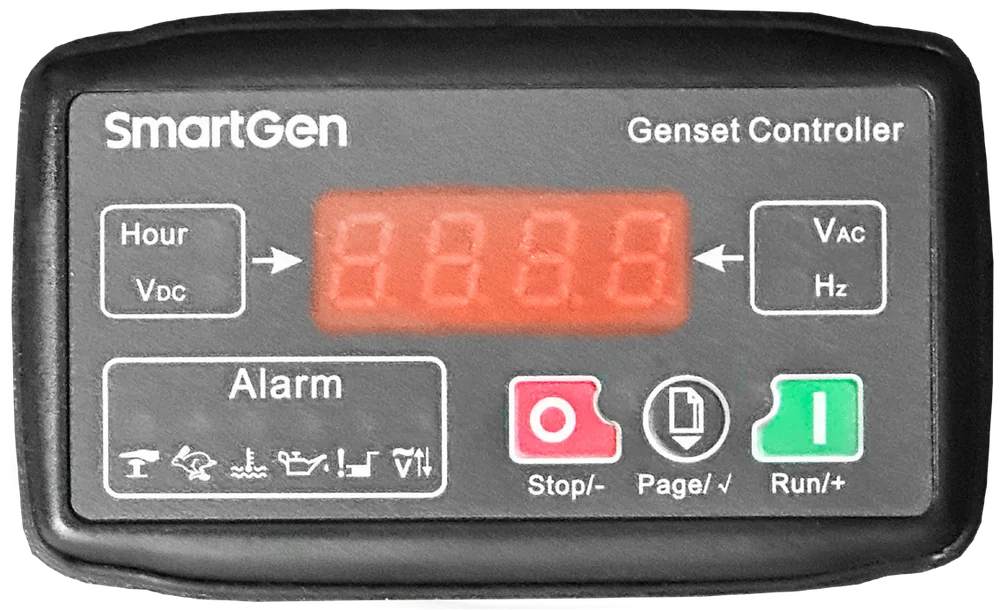 SmartGen
Genset Controller
Hour
VDC
VAC
Hz
Alarm
Stop/-
Page/ √
Run/+